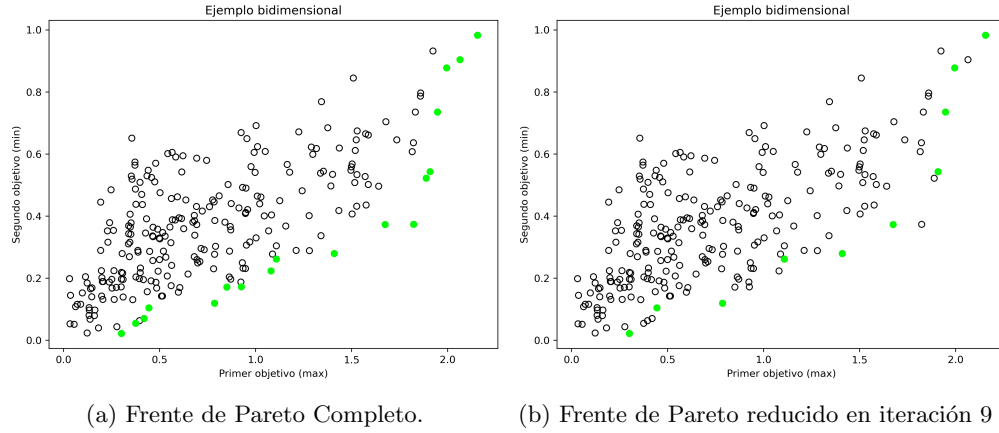 Ejemplo bidimensional
1.0
0.8
0.6
0.4
0.2
0.0
Segundo objetivo (min)
0.0 0.5 1.0 1.5 2.0
Primer objetivo (max)
(a) Frente de Pareto Completo.
Ejemplo bidimensional
1.0
0.8
0.6
0.4
0.2
0.0
Segundo objetivo (min)
0.0 0.5 1.0 1.5 2.0
Primer objetivo (max)
(b) Frente de Pareto reducido en iteración 9